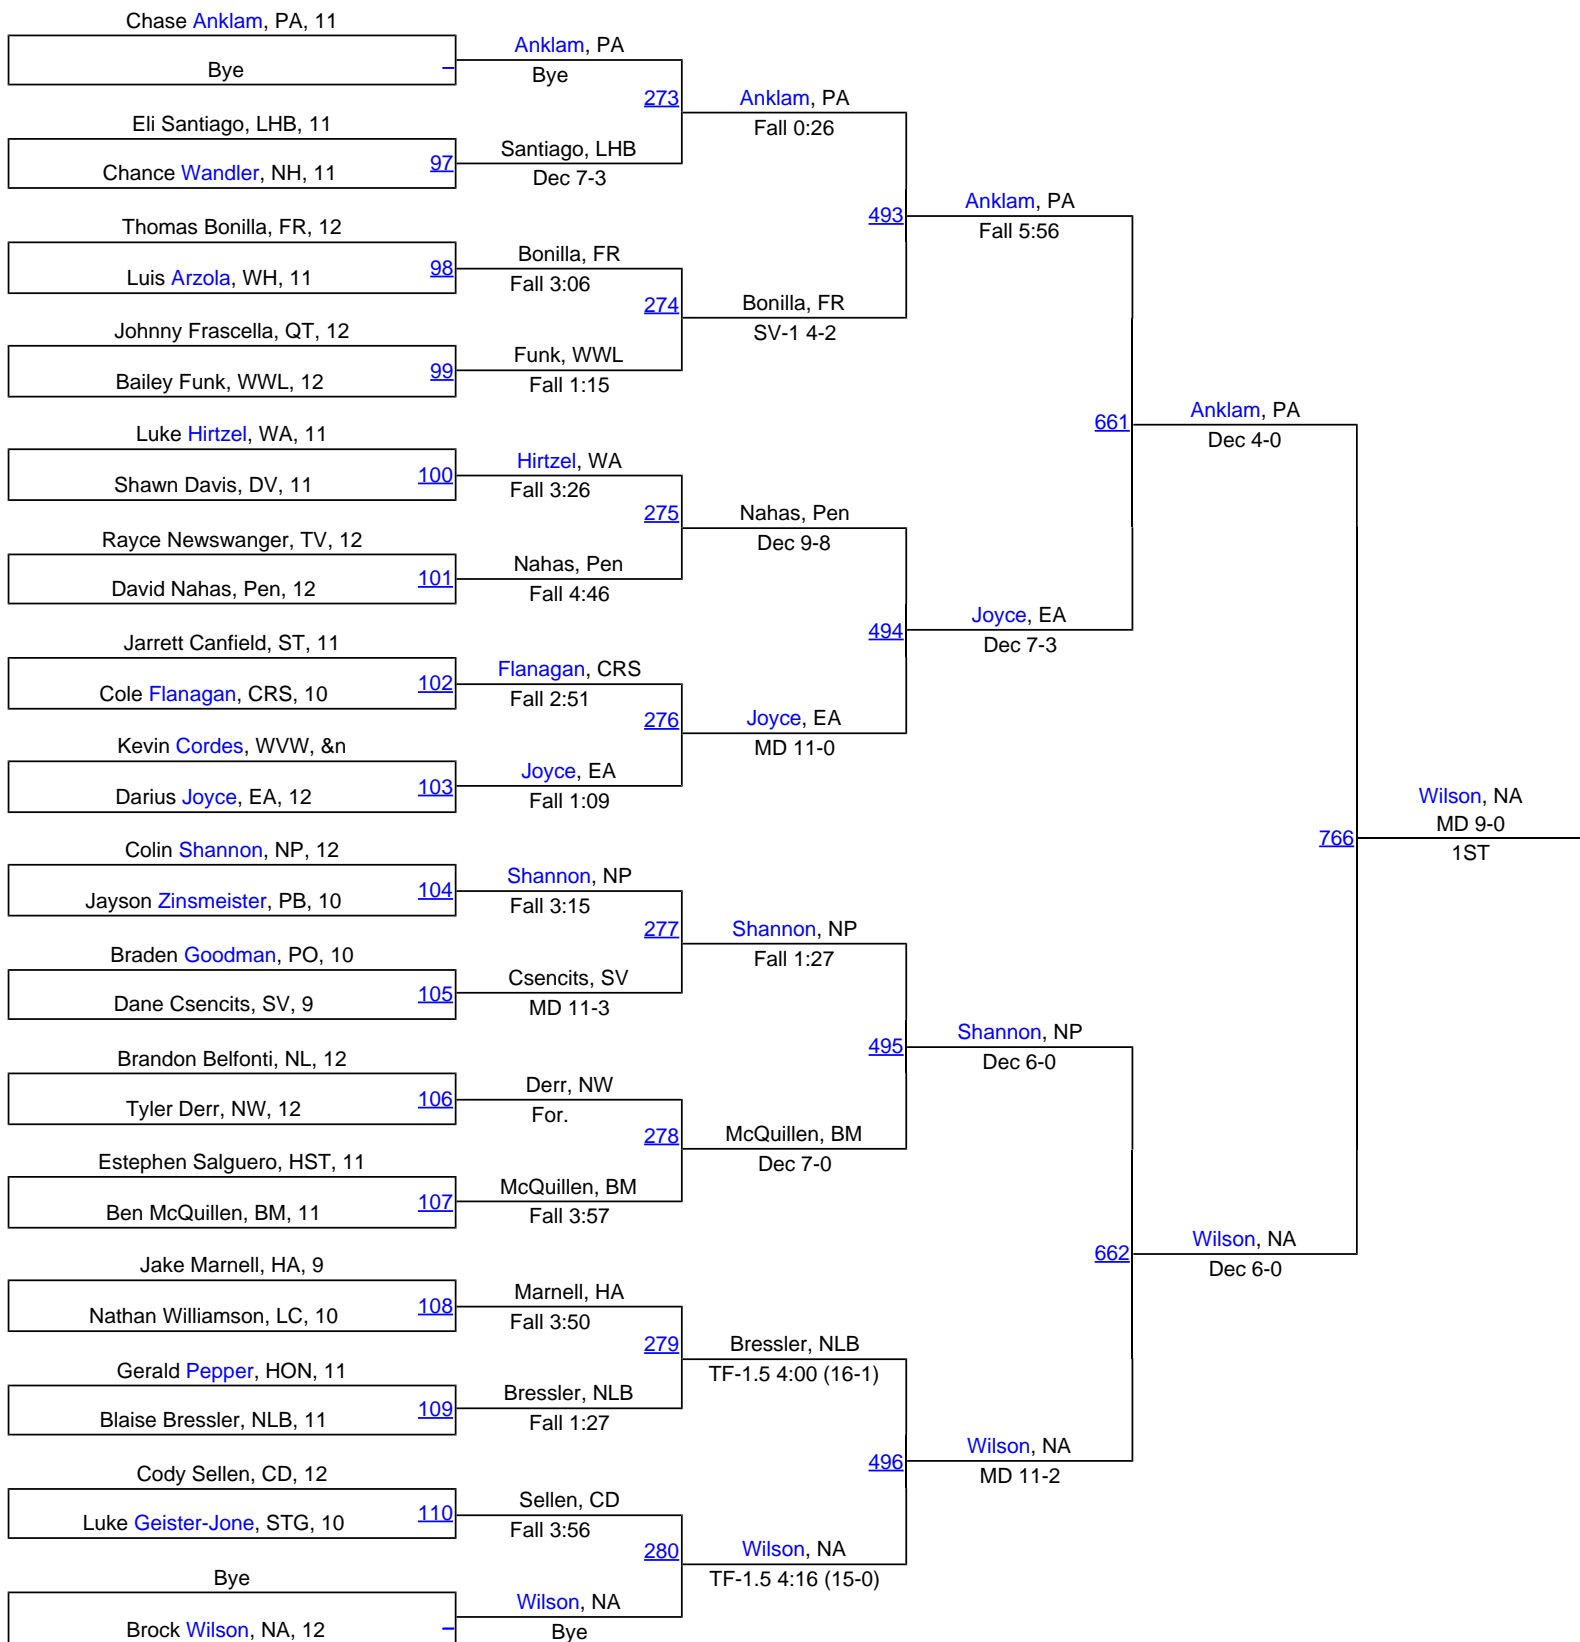 Chase Anklam, PA, 11
Bye
–
Eli Santiago, LHB, 11
Chance Wandler, NH, 11
97
Thomas Bonilla, FR, 12
Luis Arzola, WH, 11
98
Johnny Frascella, QT, 12
Bailey Funk, WWL, 12
99
Luke Hirtzel, WA, 11
Shawn Davis, DV, 11
100
Rayce Newswanger, TV, 12
David Nahas, Pen, 12
101
Jarrett Canfield, ST, 11
Cole Flanagan, CRS, 10
102
Kevin Cordes, WVW, &n
Darius Joyce, EA, 12
103
Colin Shannon, NP, 12
Jayson Zinsmeister, PB, 10
104
Braden Goodman, PO, 10
Dane Csencits, SV, 9
105
Brandon Belfonti, NL, 12
Tyler Derr, NW, 12
106
Estephen Salguero, HST, 11
Ben McQuillen, BM, 11
107
Jake Marnell, HA, 9
Nathan Williamson, LC, 10
108
Gerald Pepper, HON, 11
Blaise Bressler, NLB, 11
109
Cody Sellen, CD, 12
Luke Geister-Jone, STG, 10
110
Bye
Brock Wilson, NA, 12
–
Anklam, PA
Bye
273
Santiago, LHB
Dec 7-3
Bonilla, FR
Fall 3:06
274
Funk, WWL
Fall 1:15
Hirtzel, WA
Fall 3:26
275
Nahas, Pen
Fall 4:46
Flanagan, CRS
Fall 2:51
276
Joyce, EA
Fall 1:09
Shannon, NP
Fall 3:15
277
Csencits, SV
MD 11-3
Derr, NW
For.
278
McQuillen, BM
Fall 3:57
Marnell, HA
Fall 3:50
279
Bressler, NLB
Fall 1:27
Sellen, CD
Fall 3:56
280
Wilson, NA
Bye
Anklam, PA
Fall 0:26
493
Bonilla, FR
SV-1 4-2
Nahas, Pen
Dec 9-8
494
Joyce, EA
MD 11-0
Shannon, NP
Fall 1:27
495
McQuillen, BM
Dec 7-0
Bressler, NLB
TF-1.5 4:00 (16-1)
496
Wilson, NA
TF-1.5 4:16 (15-0)
Anklam, PA
Fall 5:56
661
Joyce, EA
Dec 7-3
Shannon, NP
Dec 6-0
662
Wilson, NA
MD 11-2
Anklam, PA
Dec 4-0
766
Wilson, NA
Dec 6-0
Wilson, NA
MD 9-0
1ST